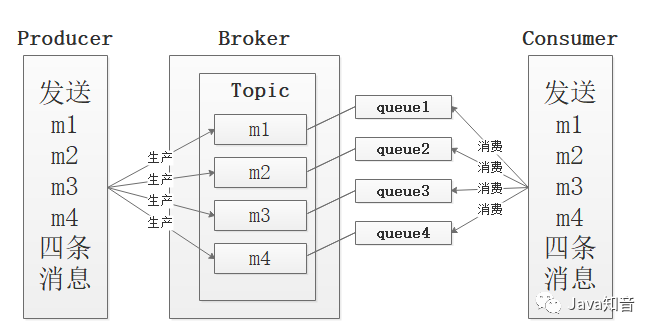 Producer
Broker
Consumer
发送
m1
m2
m3
m4
四条
消息
生产
生产
生产
生产
Topic
m1
m2
m3
m4
queue1
queue2
queue3
queue4
消费
消费
消费
消费
发送
m1
m2
m3
m4
四条
消息
Java知音